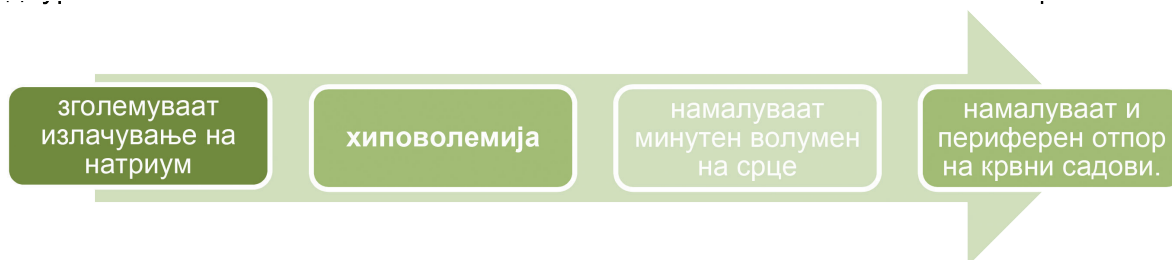 зголемуваат
излачување на
натриум
хиповолемија
намалуваат
минутен волумен
на срце
намалуваат и
периферен отпор
на крвни садови.